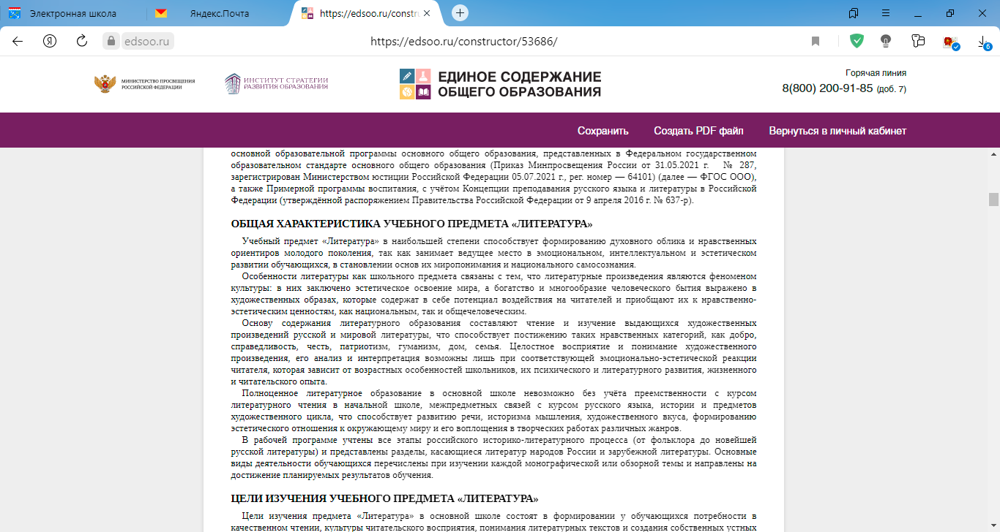 Электронная школа
Яндекс.Почта
https://edsoo.ru/constr
edsoo.ru
https://edsoo.ru/constructor/53686/
6
МИНИСТЕРСТВО ПРОСВЕЩЕНИЯ
РОССИЙСКОЙ ФЕДЕРАЦИИ
ИНСТИТУТ СТРАТЕГИИ
РАЗВИТИЯ ОБРАЗОВАНИЯ
ЕДИНОЕ СОДЕРЖАНИЕ
ОБЩЕГО ОБРАЗОВАНИЯ
Горячая линия
8(800) 200-91-85 (доб. 7)
Сохранить Создать PDF файл Вернуться в личный кабинет
основной образовательной программы основного общего образования, представленных в Федеральном государственном
образовательном стандарте основного общего образования (Приказ Минпросвещения России от 31.05.2021 г. № 287,
зарегистрирован Министерством юстиции Российской Федерации 05.07.2021 г., рег. номер — 64101) (далее — ФГОС ООО),
а также Примерной программы воспитания, с учётом Концепции преподавания русского языка и литературы в Российской
Федерации (утверждённой распоряжением Правительства Российской Федерации от 9 апреля 2016 г. № 637-р).
ОБЩАЯ ХАРАКТЕРИСТИКА УЧЕБНОГО ПРЕДМЕТА «ЛИТЕРАТУРА»
Учебный предмет «Литература» в наибольшей степени способствует формированию духовного облика и нравственных
ориентиров молодого поколения, так как занимает ведущее место в эмоциональном, интеллектуальном и эстетическом
развитии обучающихся, в становлении основ их миропонимания и национального самосознания.
Особенности литературы как школьного предмета связаны с тем, что литературные произведения являются феноменом
культуры: в них заключено эстетическое освоение мира, а богатство и многообразие человеческого бытия выражено в
художественных образах, которые содержат в себе потенциал воздействия на читателей и приобщают их к нравственно-
эстетическим ценностям, как национальным, так и общечеловеческим.
Основу содержания литературного образования составляют чтение и изучение выдающихся художественных
произведений русской и мировой литературы, что способствует постижению таких нравственных категорий, как добро,
справедливость, честь, патриотизм, гуманизм, дом, семья. Целостное восприятие и понимание художественного
произведения, его анализ и интерпретация возможны лишь при соответствующей эмоционально-эстетической реакции
читателя, которая зависит от возрастных особенностей школьников, их психического и литературного развития, жизненного
и читательского опыта.
Полноценное литературное образование в основной школе невозможно без учёта преемственности с курсом
литературного чтения в начальной школе, межпредметных связей с курсом русского языка, истории и предметов
художественного цикла, что способствует развитию речи, историзма мышления, художественного вкуса, формированию
эстетического отношения к окружающему миру и его воплощения в творческих работах различных жанров.
В рабочей программе учтены все этапы российского историко-литературного процесса (от фольклора до новейшей
русской литературы) и представлены разделы, касающиеся литератур народов России и зарубежной литературы. Основные
виды деятельности обучающихся перечислены при изучении каждой монографической или обзорной темы и направлены на
достижение планируемых результатов обучения.
ЦЕЛИ ИЗУЧЕНИЯ УЧЕБНОГО ПРЕДМЕТА «ЛИТЕРАТУРА»
Цели изучения предмета «Литература» в основной школе состоят в формировании у обучающихся потребности в
качественном чтении, культуры читательского восприятия, понимания литературных текстов и создания собственных устных